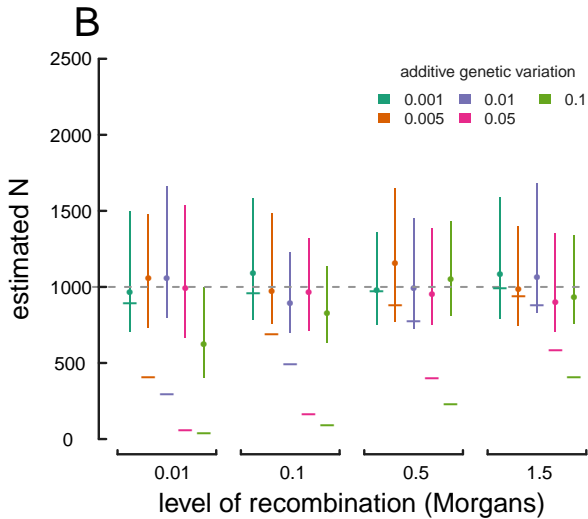 B
2500
2000
1500
1000
500
0
estimated N
additive genetic variation
0.001 0.01 0.1
0.005 0.05
0.01 0.1 0.5 1.5
level of recombination (Morgans)